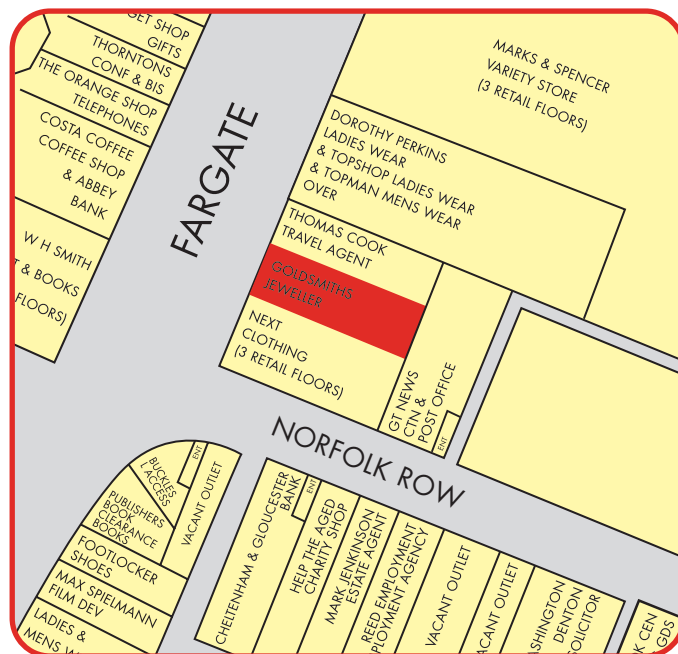 GET SHOP
GIFTS
THORNTONS
CONF & BIS
THE ORANGE SHOP
TELEPHONES
COSTA COFFEE
COFFEE SHOP
& ABBEY
BANK
W H SMITH
T & BOOKS
FLOORS)
FARGATE
MARKS & SPENCER
VARIETY STORE
(3 RETAIL FLOORS)
DOROTHY PERKINS
LADIES WEAR
& TOPSHOP LADIES WEAR
& TOPMAN MENS WEAR
OVER
THOMAS COOK
TRAVEL AGENT
GOLDSMITHS
JEWELLER
NEXT
CLOTHING
(3 RETAIL FLOORS)
GT NEWS
CTN &
POST OFFICE
ENT
NORFOLK ROW
BUCKLES
ACCESS
ENT
VACANT OUTLET
PUBLISHERS
BOOK
CLEARANCE
BOOKS
FOOTLOCKER
SHOES
MAX SPIELMANN
FILM DEV
LADIES &
MENS W
CHELTENHAM & GLOUCESTER
BANK
ENT
HELP THE AGED
CHARITY SHOP
MARK JENKINSON
ESTATE AGENT
REED EMPLOYMENT
PLOYMENT AGENCY
VACANT OUTLET
ACANT OUTLET
SHINGTON
DENTON
OLICITOR
K CEN
GDS